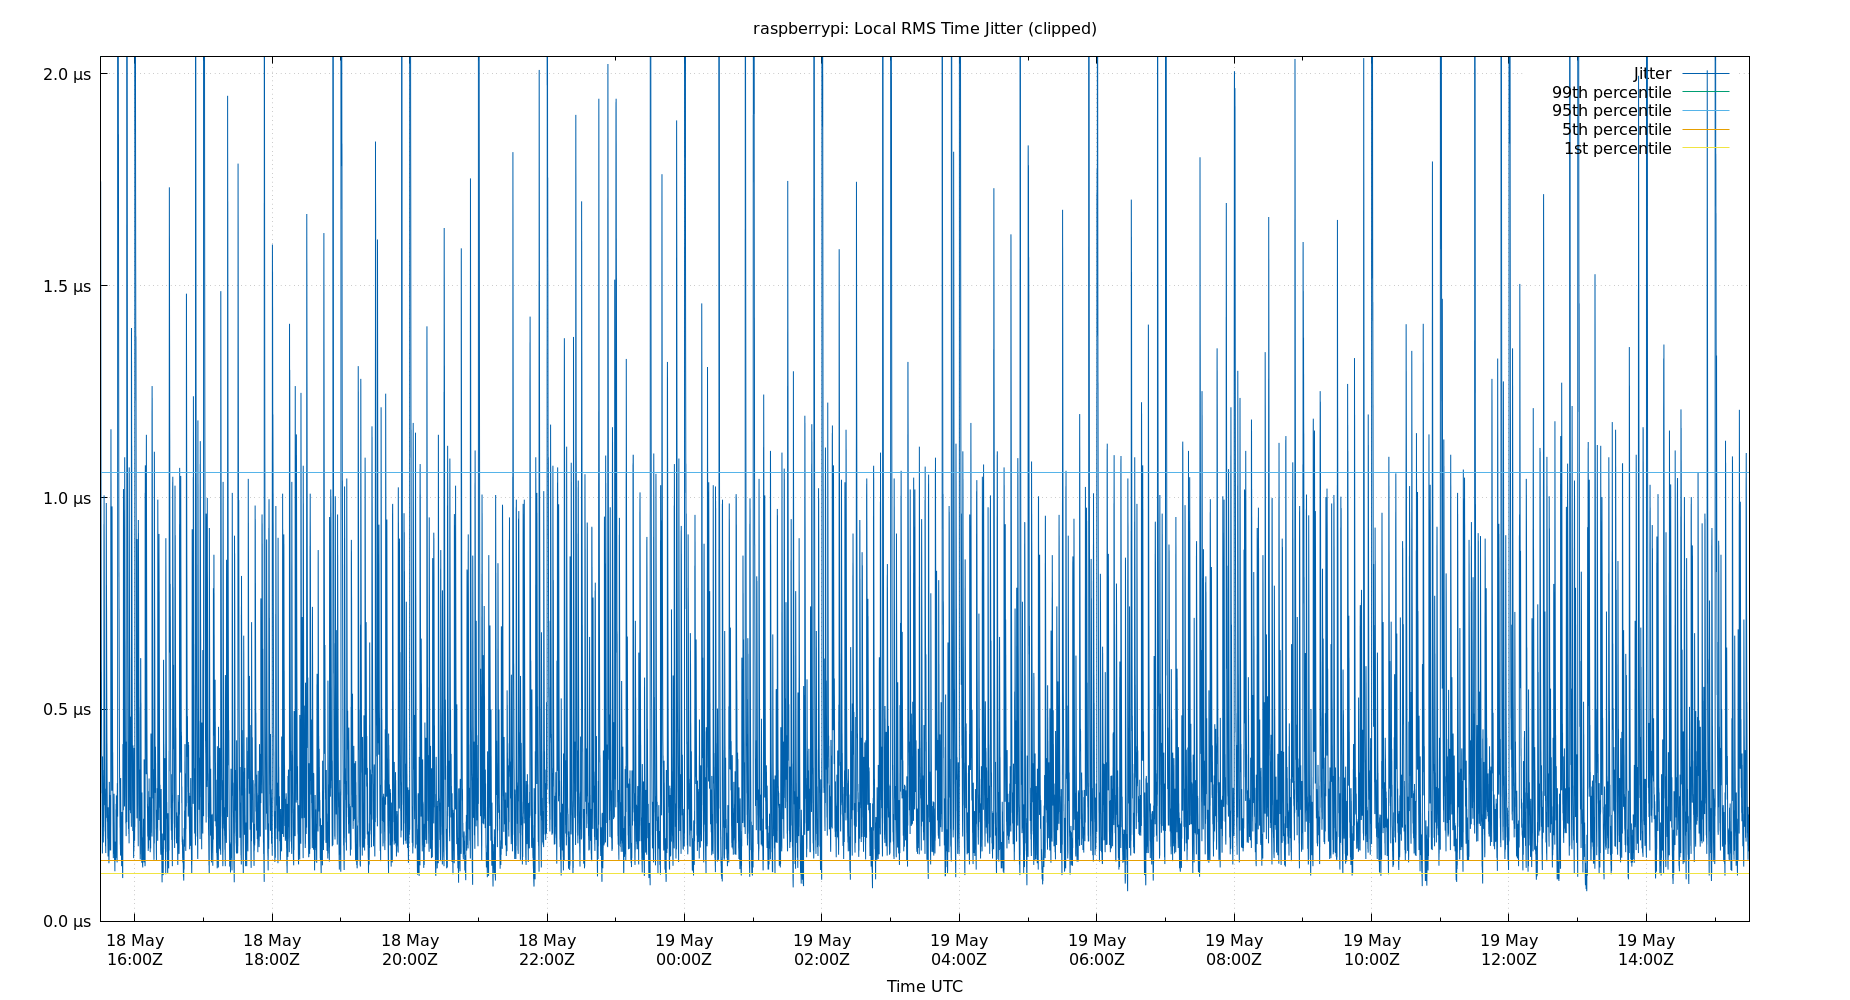 raspberrypi: Local RMS Time Jitter (clipped)
2.0 µs
1.5 µs
1.0 µs
0.5 µs
0.0 µs
Jitter
99th percentile
95th percentile
5th percentile
1st percentile
18 May 18 May 18 May 18 May 19 May 19 May 19 May 19 May 19 May 19 May 19 May 19 May
16:00Z 18:00Z 20:00Z 22:00Z 00:00Z 02:00Z 04:00Z 06:00Z 08:00Z 10:00Z 12:00Z 14:00Z
Time UTC